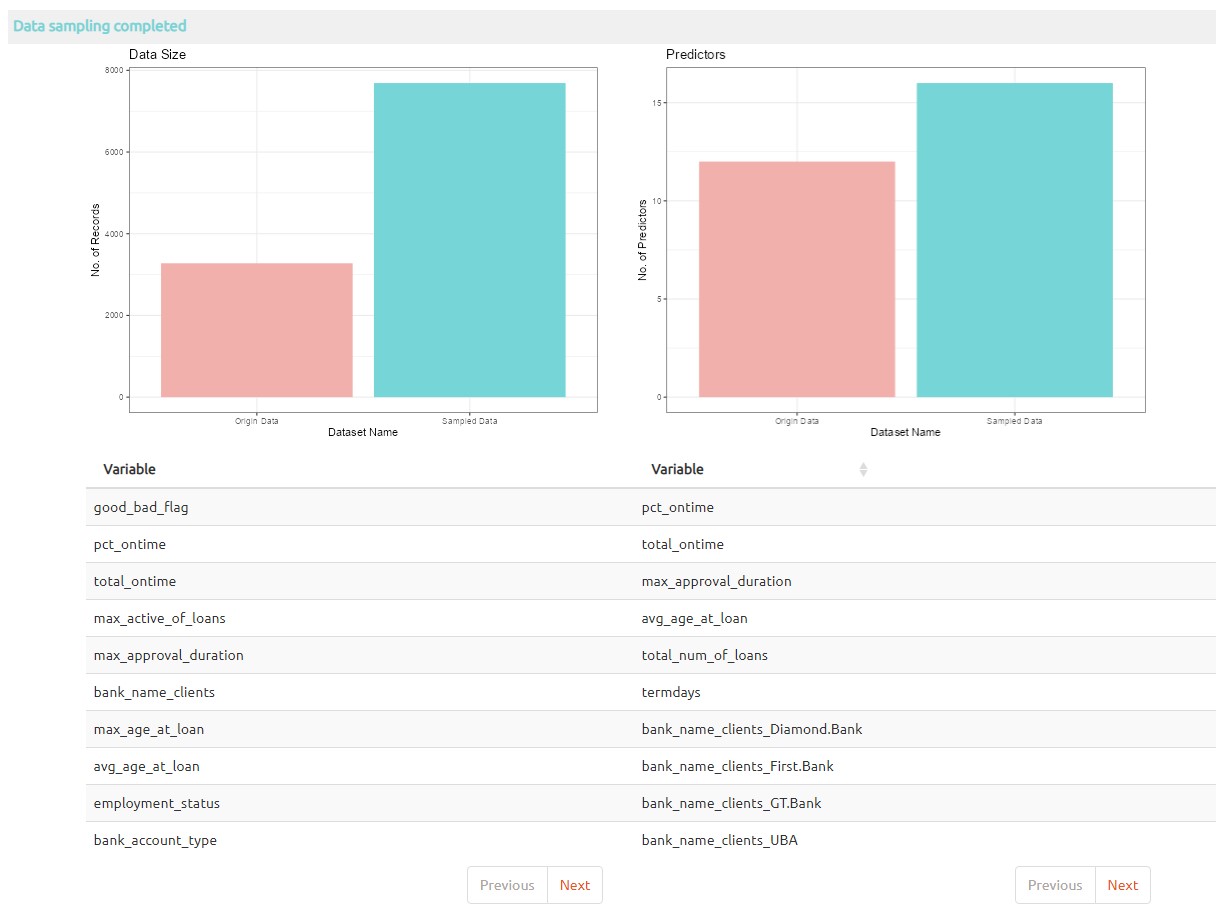 Data sampling completed
Data Size
8000
6000
4000
2000
0
No. of Records
Origin Data
Sampled Data
Dataset Name
Predictors
15
10
5
0
No. of Predictors
Origin Data
Sampled Data
Dataset Name
Variable
good_bad_flag
pct_ontime
total_ontime
max_active_of_loans
max_approval_duration
bank_name_clients
max_age_at_loan
avg_age_at_loan
employment_status
bank_account_type
Previous
Next
Variable
pct_ontime
total_ontime
max_approval_duration
avg_age_at_loan
total_num_of_loans
termdays
bank_name_clients_Diamond.Bank
bank_name_clients_First.Bank
bank_name_clients_GT.Bank
bank_name_clients_UBA
Previous
Next